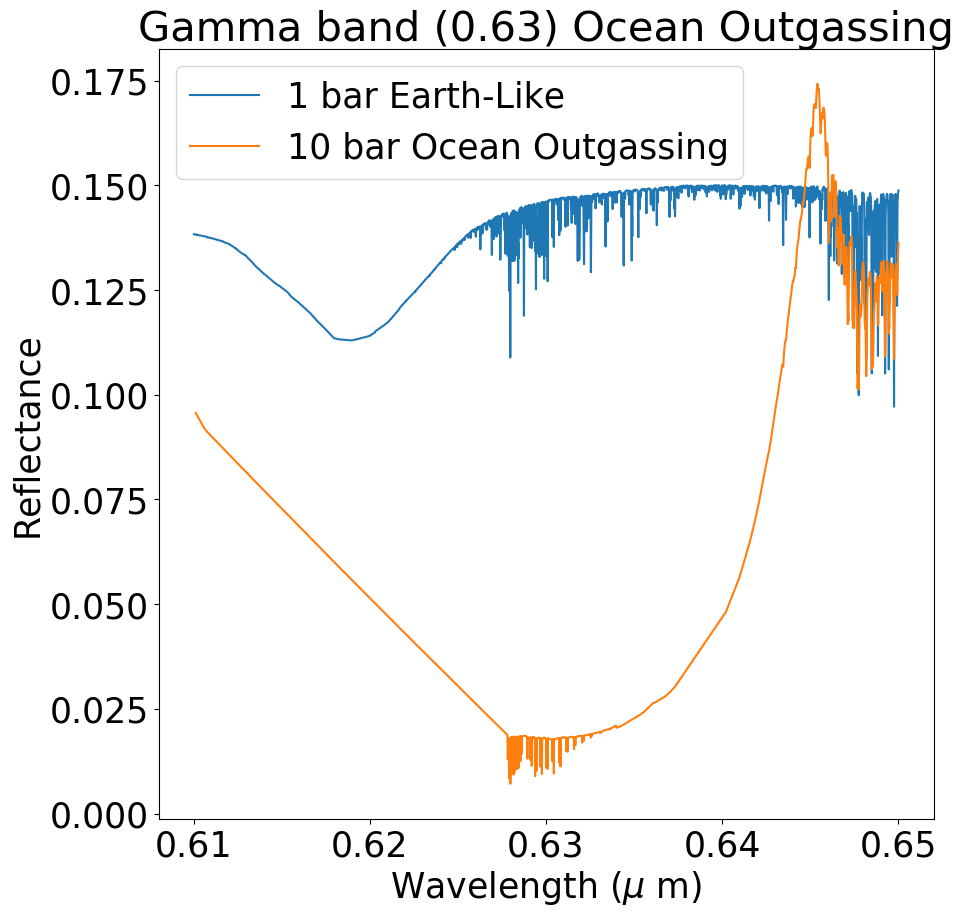 Gamma band (0.63) Ocean Outgassing
1 bar Earth-Like
10 bar Ocean Outgassing
Reflectance
0.175
0.150
0.125
0.100
0.075
0.050
0.025
0.000
0.61 0.62 0.63 0.64 0.65
Wavelength (μ m)